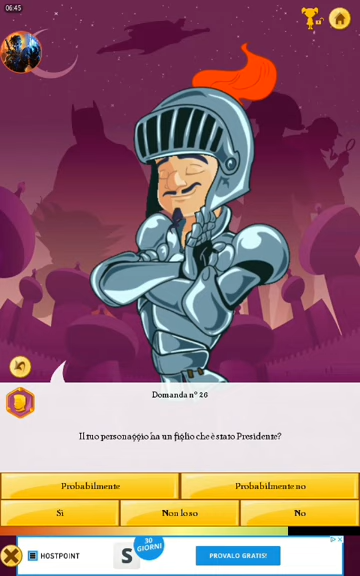 06:45
Domanda n° 26
Il tuo personaggio ha un figlio che è stato Presidente?
Probabilmente
Probabilmente no
Sì
Non lo so
No
HOSTPOINT
S
30
GIORNI
PROVALO GRATIS!